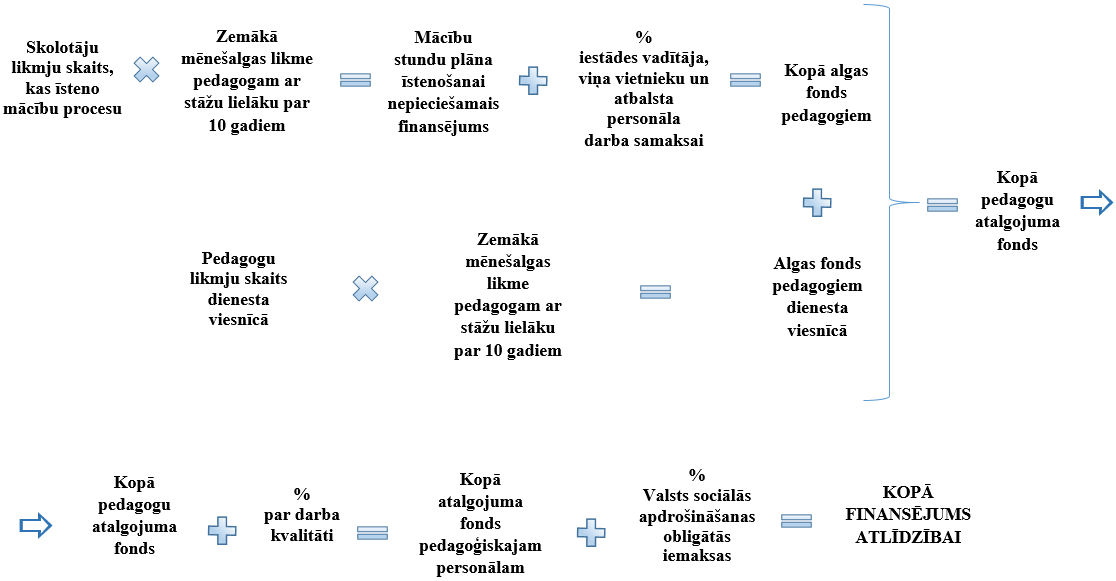 Skolotāju
likmju skaits,
kas īsteno
mācību procesu
Zemākā
mēnešalgas likme
pedagogam ar
stāžu lielāku par
10 gadiem
Mācību
stundu plāna
īstenošanai
nepieciešamais
finansējums
%
iestādes vadītāja,
viņa vietnieku un
atbalsta
personāla
darba samaksai
Kopā algas
fonds
pedagogiem
Pedagogu
likmju skaits
dienesta
viesnīcā
Zemākā
mēnešalgas
likme
pedagogam ar
stāžu lielāku
par 10 gadiem
Algas fonds
pedagogiem
dienesta
viesnīcā
Kopā
pedagogu
atalgojuma
fonds
Kopā
pedagogu
atalgojuma
fonds
%
par darba
kvalitāti
Kopā
atalgojuma
fonds
pedagoģiskajam
personālam
%
Valsts sociālās
apdrošināšanas
obligātās
iemaksas
KOPĀ
FINANSĒJUMS
ATLĪDZĪBAI